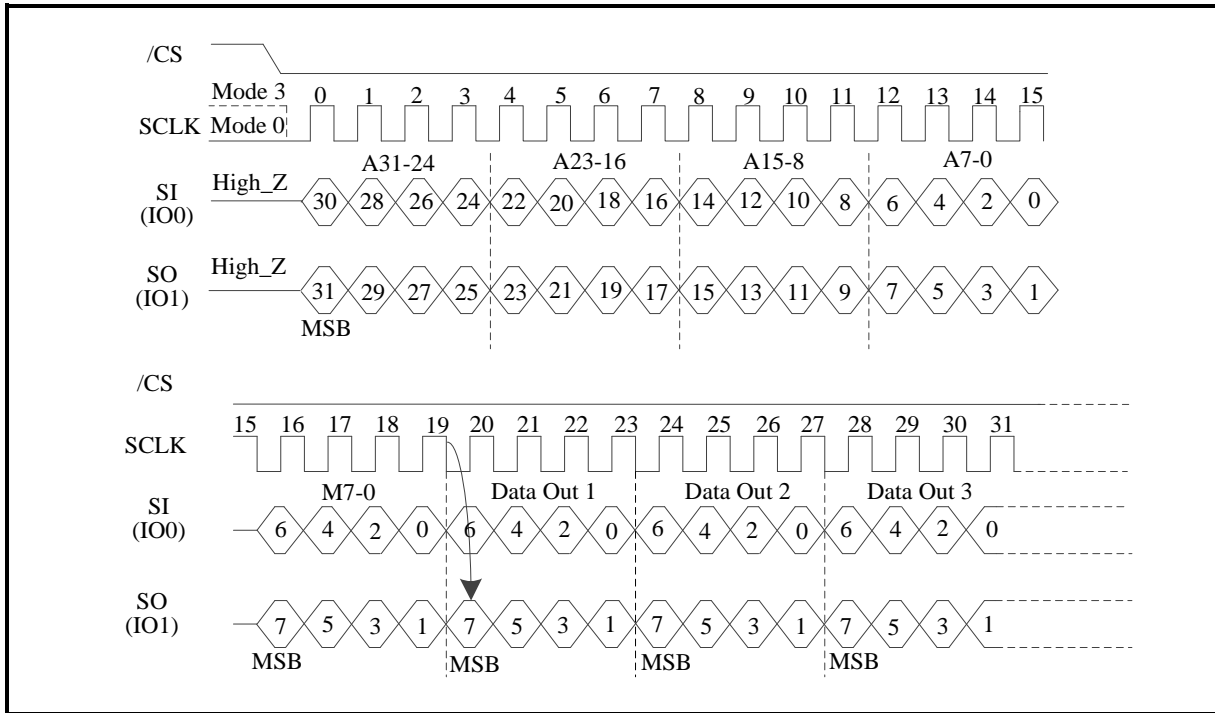 /CS
Mode 3 0 1 2 3 4 5 6 7 8 9 10 11 12 13 14 15
SCLK Mode 0
A31-24 A23-16 A15-8 A7-0
SI (IO0) High_Z 30 28 26 24 22 20 18 16 14 12 10 8 6 4 2 0
SO (IO1) High_Z 31 29 27 25 23 21 19 17 15 13 11 9 7 5 3 1
MSB
/CS
15 16 17 18 19 20 21 22 23 24 25 26 27 28 29 30 31
SCLK
M7-0 Data Out 1 Data Out 2 Data Out 3
SI (IO0) 6 4 2 0 6 4 2 0 6 4 2 0 6 4 2 0
SO (IO1) 7 5 3 1 7 5 3 1 7 5 3 1 7 5 3 1
MSB MSB MSB MSB